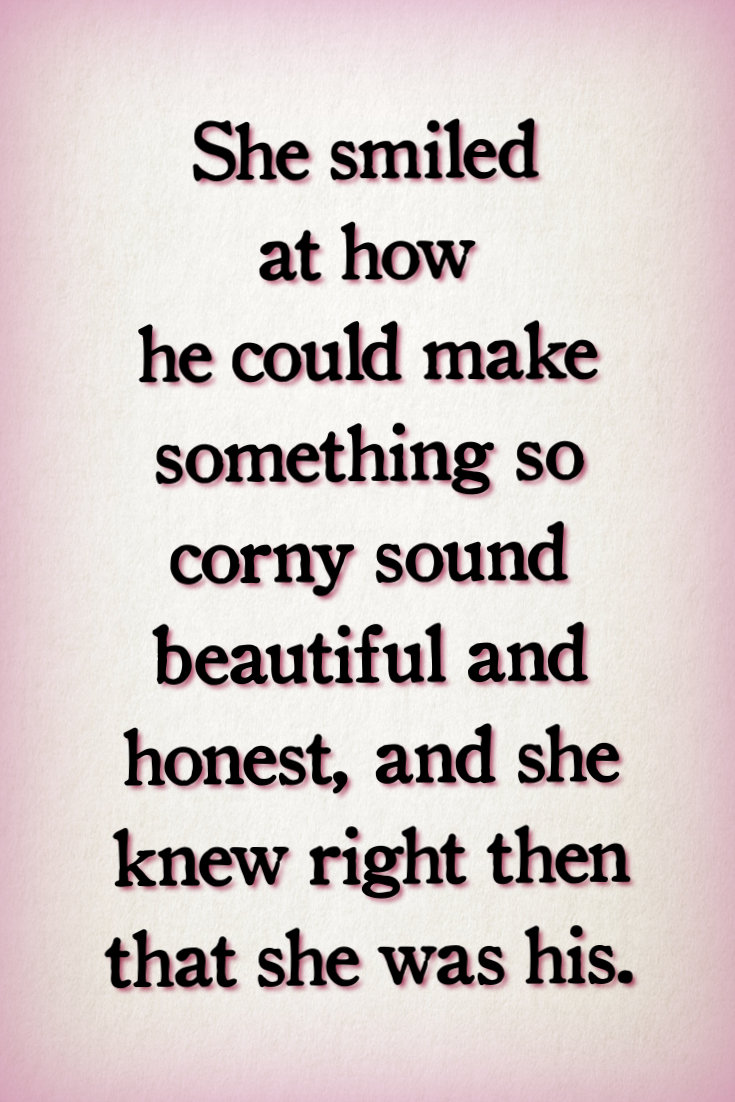 She smiled
at how
he could make
something so
corny sound
beautiful and
honest, and she
knew right then
that she was his.